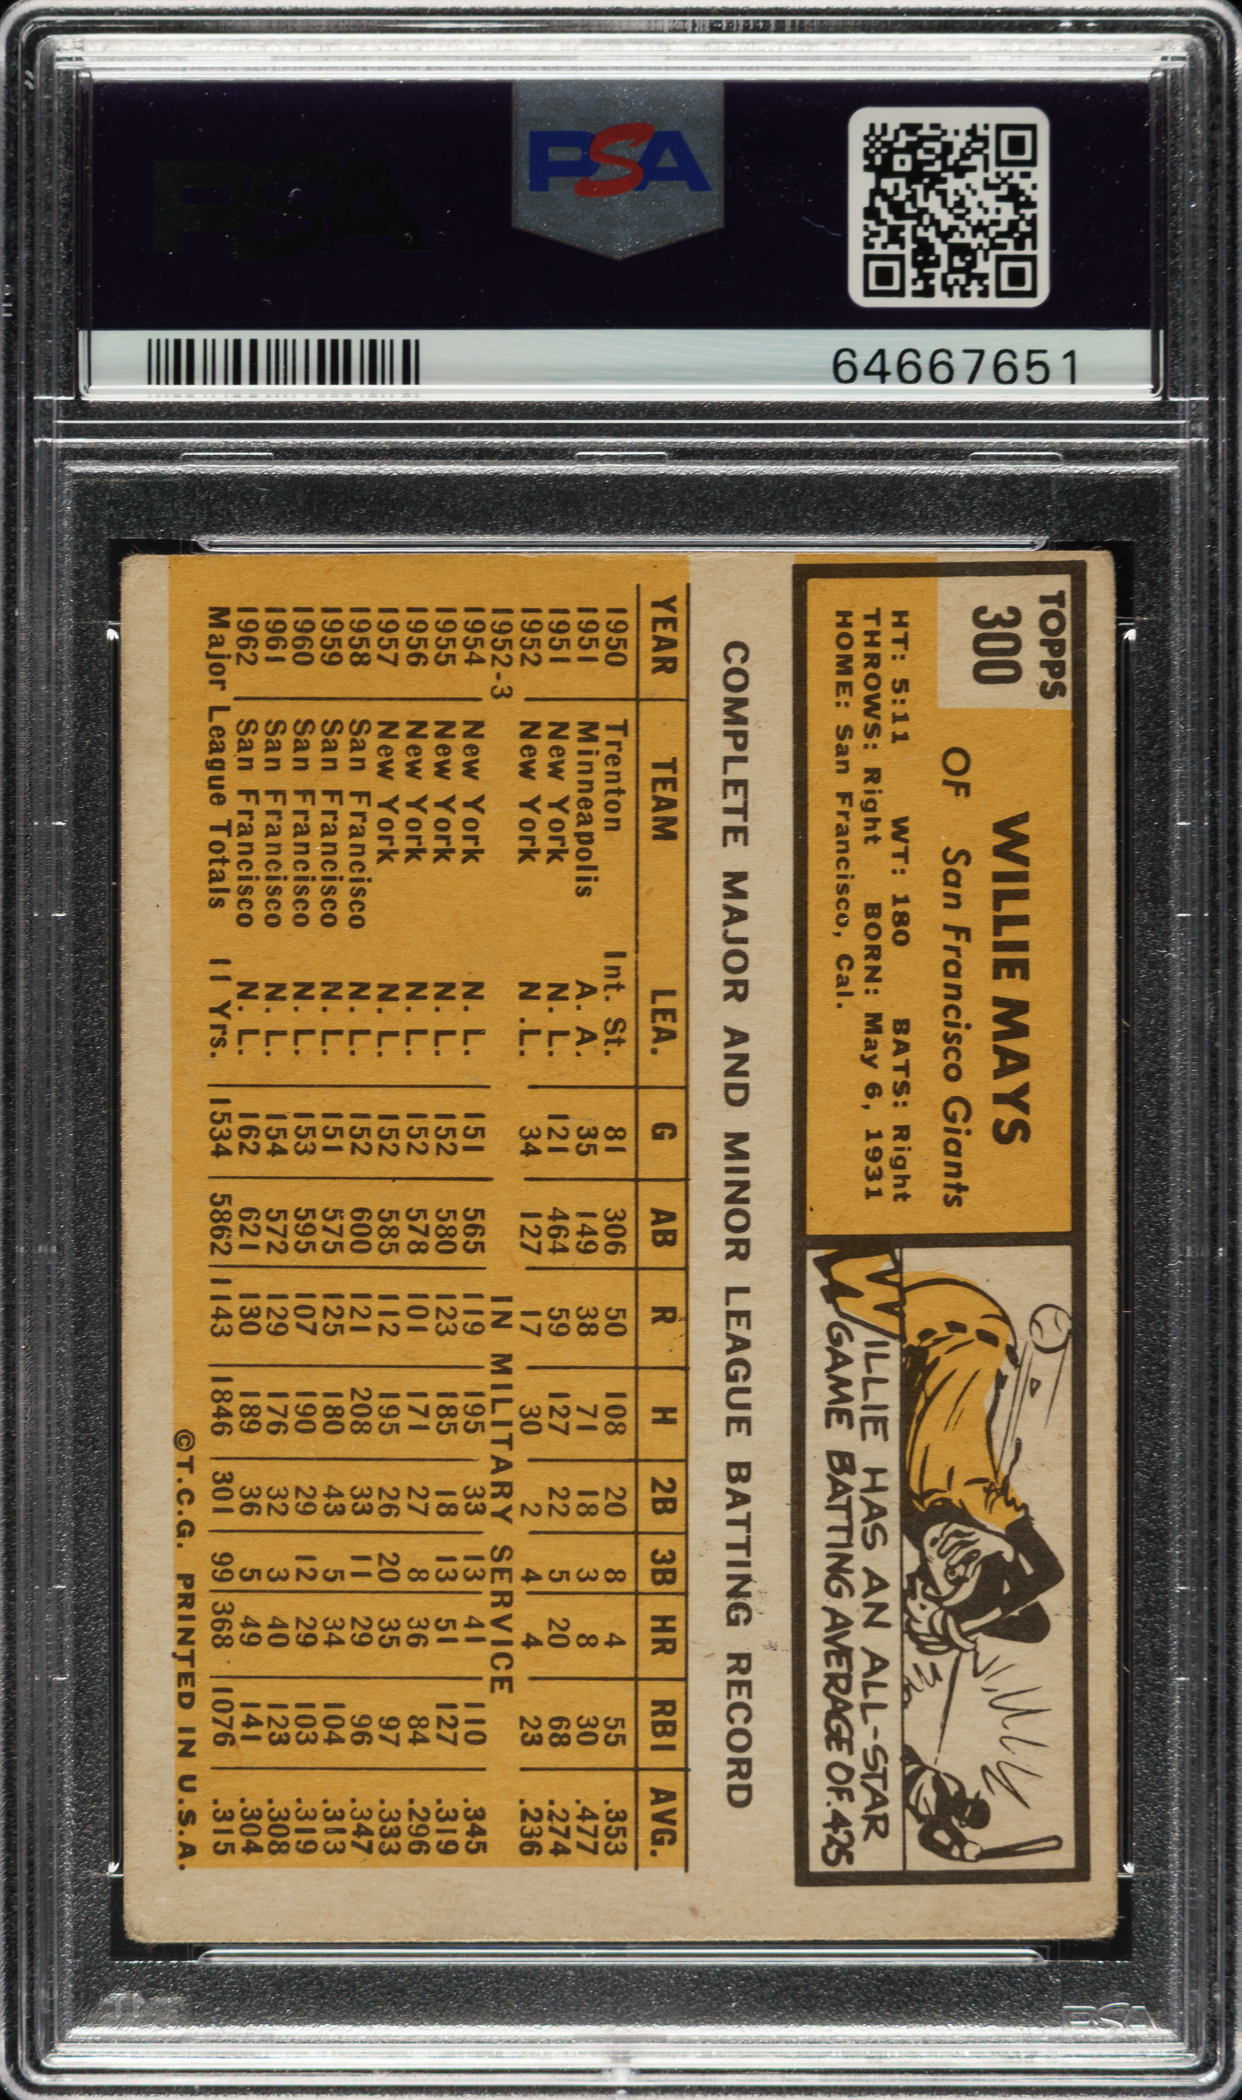 PSA
PSA
64667651
TOPPS
300
WILLIE MAYS
OF San Francisco Giants
HT: 5:11 WT: 180 BATS: Right
THROWS: Right BORN: May 6, 1931
HOME: San Francisco, Cal.
WILLIE HAS AN ALL-STAR
GAME BATTING AVERAGE OF .425
COMPLETE MAJOR AND MINOR LEAGUE BATTING RECORD
YEAR TEAM LEA. G AB R H 2B 3B HR RBI AVG.
1950 Trenton Int. St. 81 306 50 108 20 8 4 55 .353
1951 Minneapolis A. A. 35 149 38 71 18 3 8 30 .477
1951 New York N. L. 121 464 59 127 22 5 20 68 .274
1952 New York N. L. 34 127 17 30 2 4 4 23 .236
1952-3 IN MILITARY SERVICE
1954 New York N. L. 151 565 119 195 33 13 41 110 .345
1955 New York N. L. 152 580 123 185 18 13 51 127 .319
1956 New York N. L. 152 578 101 171 27 8 36 84 .296
1957 New York N. L. 152 585 112 195 26 20 35 97 .333
1958 San Francisco N. L. 152 600 121 208 33 11 29 96 .347
1959 San Francisco N. L. 151 575 125 180 43 5 34 104 .313
1960 San Francisco N. L. 153 595 107 190 29 12 29 103 .319
1961 San Francisco N. L. 154 572 129 176 32 3 40 123 .308
1962 San Francisco N. L. 162 621 130 189 36 5 49 141 .304
Major League Totals 11 Yrs. 1534 5862 1143 1846 301 99 368 1076 .315
©T.C.G. PRINTED IN U.S.A.
PSA